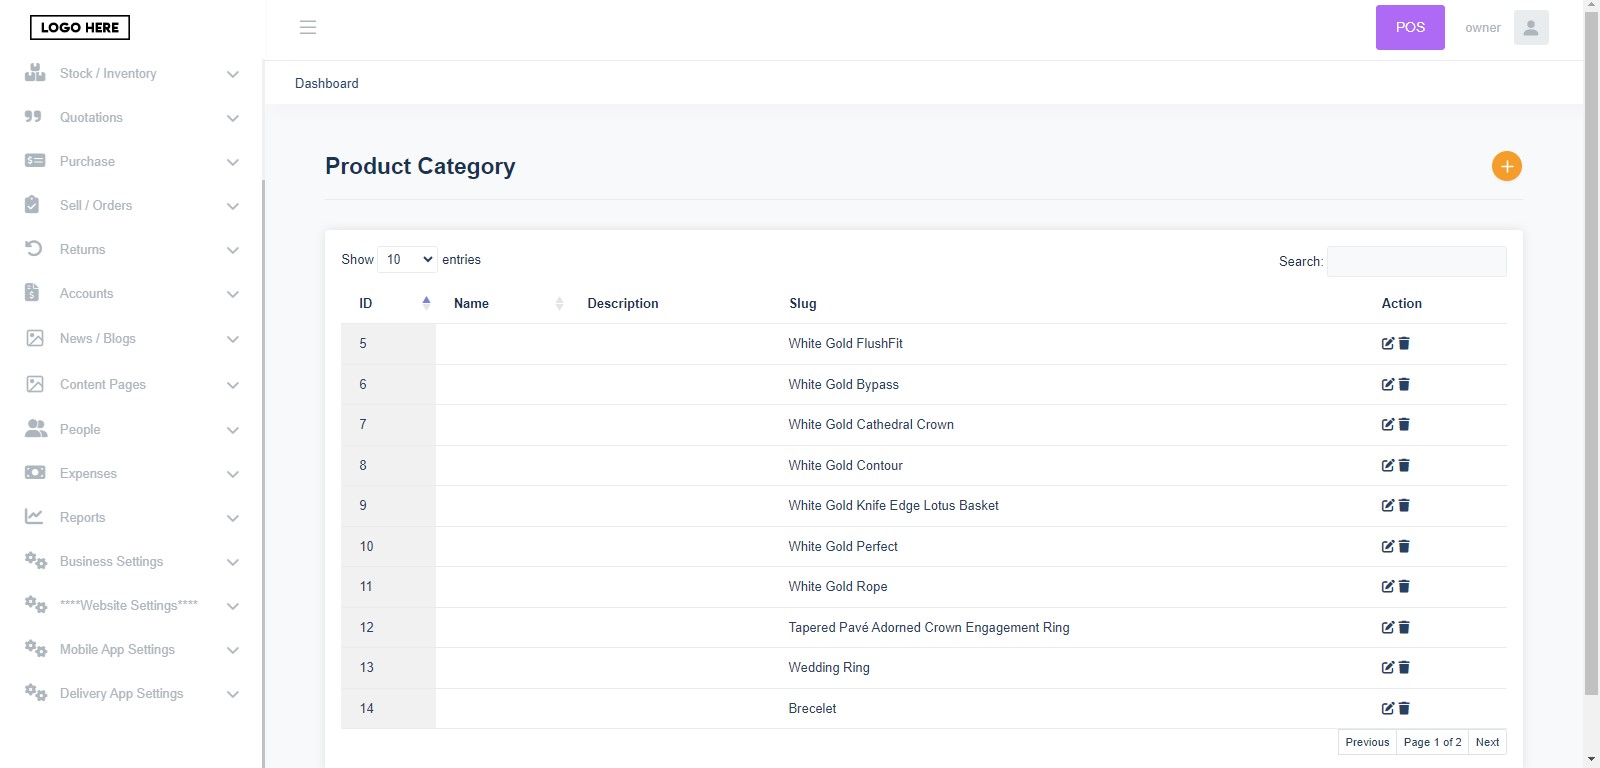 LOGO HERE
POS
owner
Stock / Inventory
Quotations
Purchase
Sell / Orders
Returns
Accounts
News / Blogs
Content Pages
People
Expenses
Reports
Business Settings
****Website Settings****
Mobile App Settings
Delivery App Settings
Dashboard
Product Category
Show 10 entries
Search:
ID Name Description Slug Action
5 White Gold FlushFit
6 White Gold Bypass
7 White Gold Cathedral Crown
8 White Gold Contour
9 White Gold Knife Edge Lotus Basket
10 White Gold Perfect
11 White Gold Rope
12 Tapered Pavé Adorned Crown Engagement Ring
13 Wedding Ring
14 Brecelet
Previous Page 1 of 2 Next